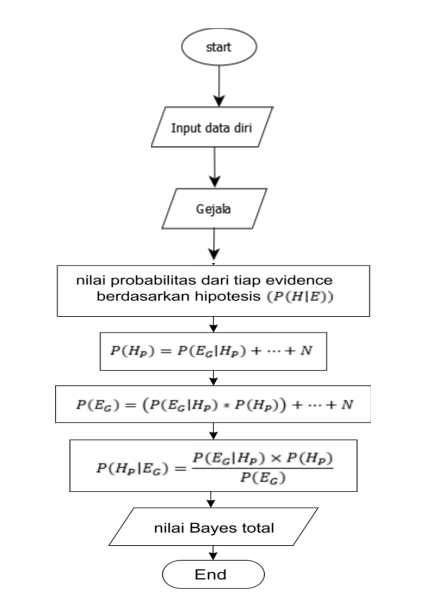 start
Input data diri
Gejala
nilai probabilitas dari tiap evidence
berdasarkan hipotesis (P(H|E))
P(H_P) = P(E_G|H_P) + ⋯ + N
P(E_G) = (P(E_G|H_P) ∗ P(H_P)) + ⋯ + N
P(H_P|E_G) = P(E_G|H_P) × P(H_P) / P(E_G)
nilai Bayes total
End